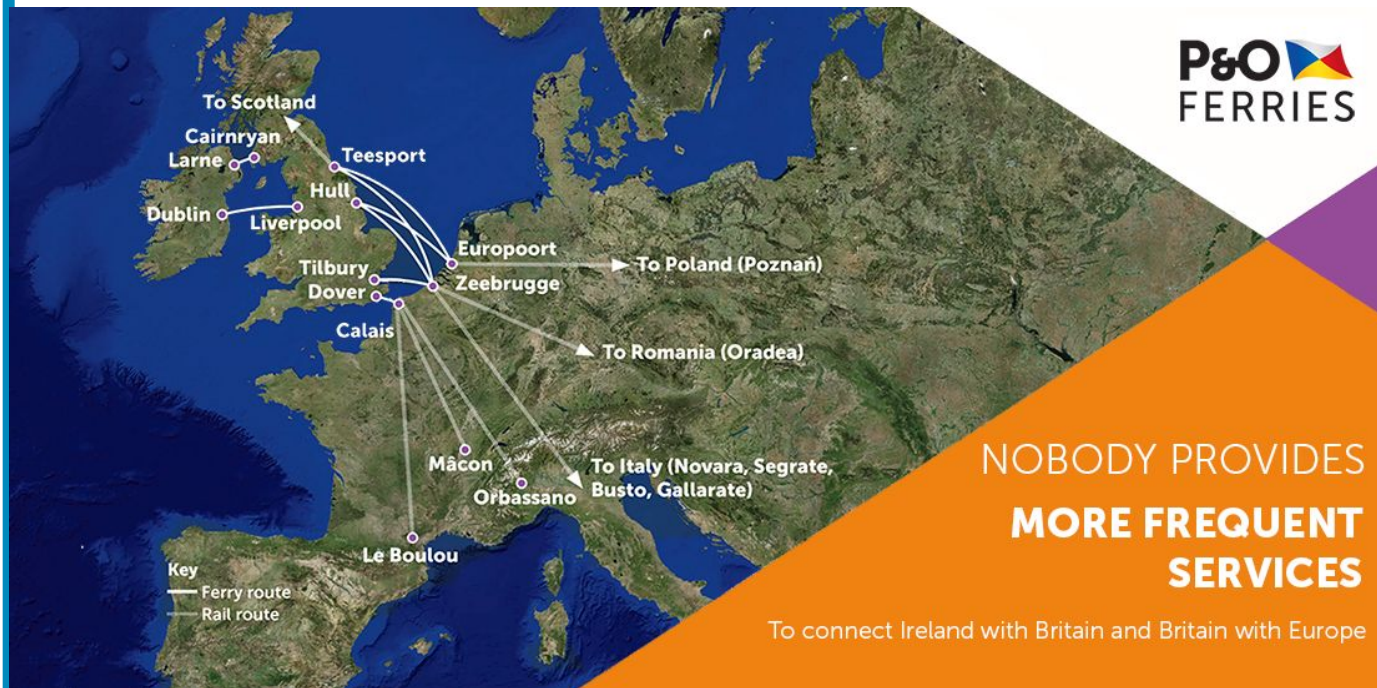 P&O
FERRIES
To Scotland
Cairnryan
Larne
Teesport
Hull
Dublin
Liverpool
Europoort
Tilbury
To Poland (Poznań)
Zeebrugge
Dover
Calais
To Romania (Oradea)
Mâcon
To Italy (Novara, Segrate,
Busto, Gallarate)
Orbassano
Le Boulou
Key
Ferry route
Rail route
NOBODY PROVIDES
MORE FREQUENT
SERVICES
To connect Ireland with Britain and Britain with Europe